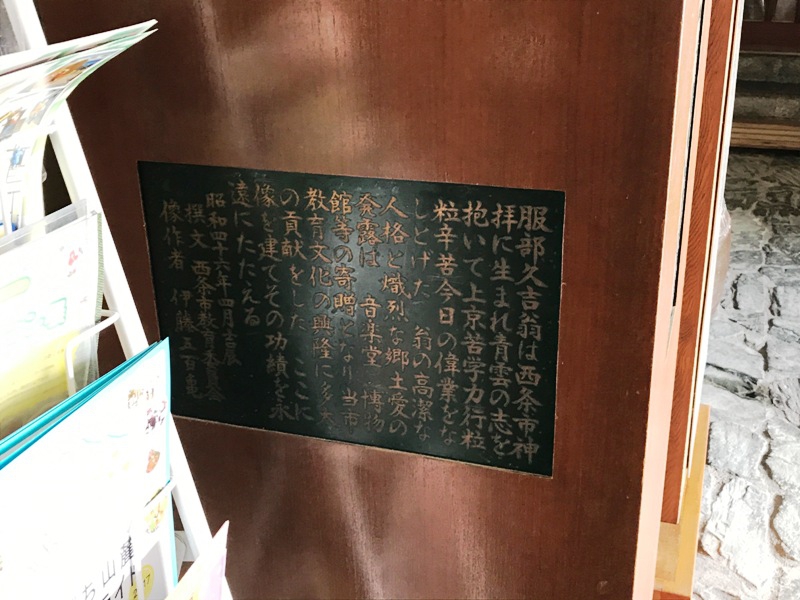 服部久吉翁は西条市神
拝に生まれ青雲の志を
抱いて上京苦学力行粒
粒辛苦今日の偉業をな
しとげた 翁の高潔な
人格と熾烈な郷土愛の
発露は 音楽堂 博物
館等の寄贈となり当市
教育文化の興隆に多大
の貢献をした ここに
像を建てその功績を永
遠にたたえる
昭和四十六年四月吉辰
撰文 西条市教育委員会
像作者 伊藤五百亀